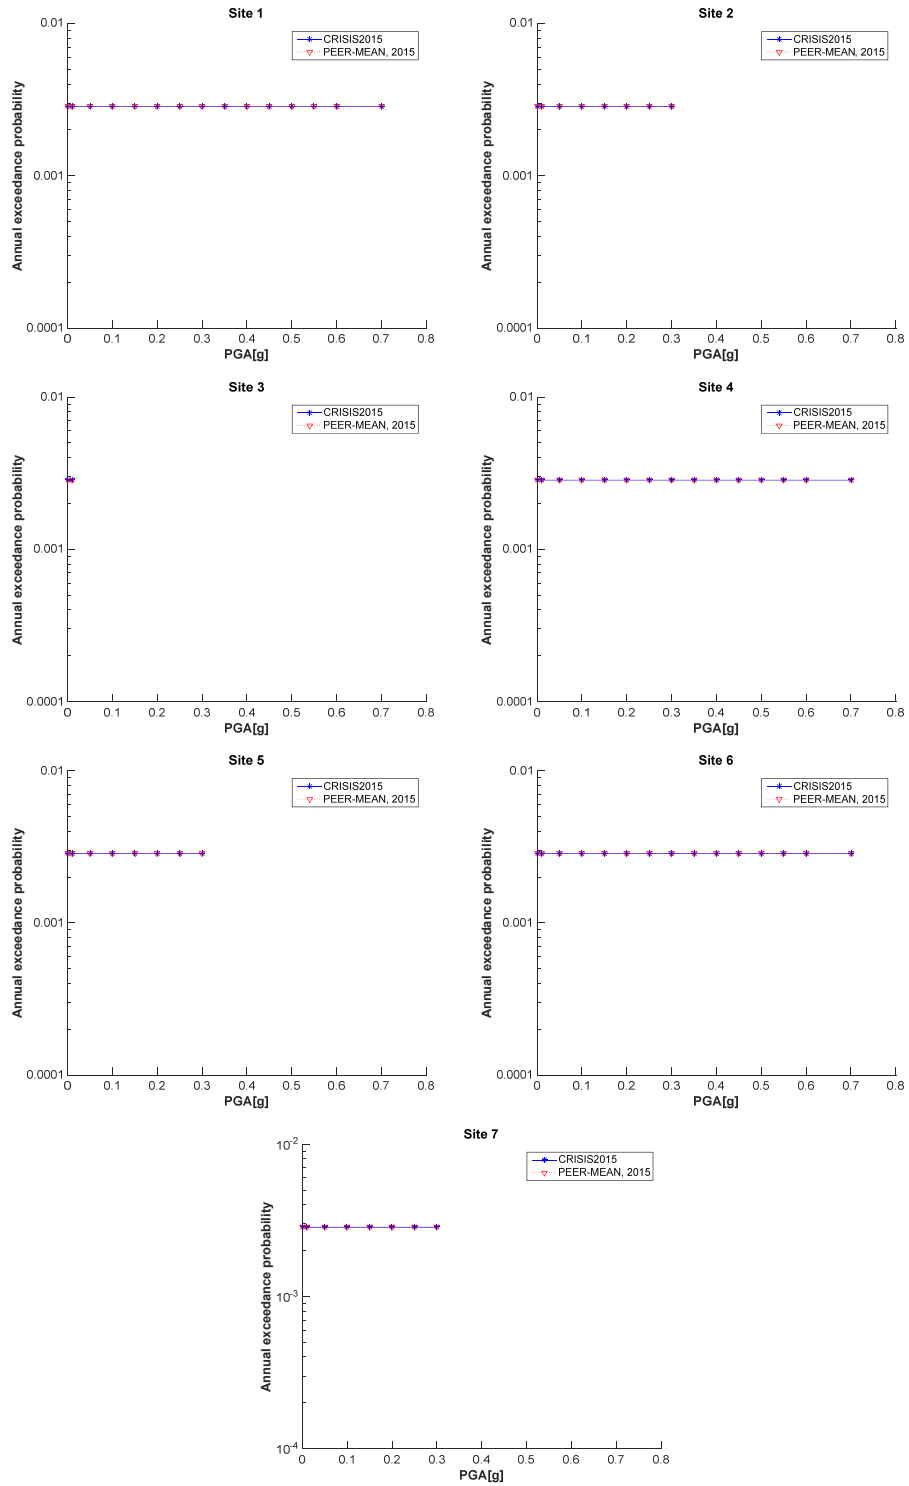 Site 1
CRISIS2015
PEER-MEAN, 2015
Annual exceedance probability
0.01
0.001
0.0001
0 0.1 0.2 0.3 0.4 0.5 0.6 0.7 0.8
PGA[g]
Site 2
CRISIS2015
PEER-MEAN, 2015
Annual exceedance probability
0.01
0.001
0.0001
0 0.1 0.2 0.3 0.4 0.5 0.6 0.7 0.8
PGA[g]
Site 3
CRISIS2015
PEER-MEAN, 2015
Annual exceedance probability
0.01
0.001
0.0001
0 0.1 0.2 0.3 0.4 0.5 0.6 0.7 0.8
PGA[g]
Site 4
CRISIS2015
PEER-MEAN, 2015
Annual exceedance probability
0.01
0.001
0.0001
0 0.1 0.2 0.3 0.4 0.5 0.6 0.7 0.8
PGA[g]
Site 5
CRISIS2015
PEER-MEAN, 2015
Annual exceedance probability
0.01
0.001
0.0001
0 0.1 0.2 0.3 0.4 0.5 0.6 0.7 0.8
PGA[g]
Site 6
CRISIS2015
PEER-MEAN, 2015
Annual exceedance probability
0.01
0.001
0.0001
0 0.1 0.2 0.3 0.4 0.5 0.6 0.7 0.8
PGA[g]
Site 7
CRISIS2015
PEER-MEAN, 2015
Annual exceedance probability
10^-2
10^-3
10^-4
0 0.1 0.2 0.3 0.4 0.5 0.6 0.7 0.8
PGA[g]